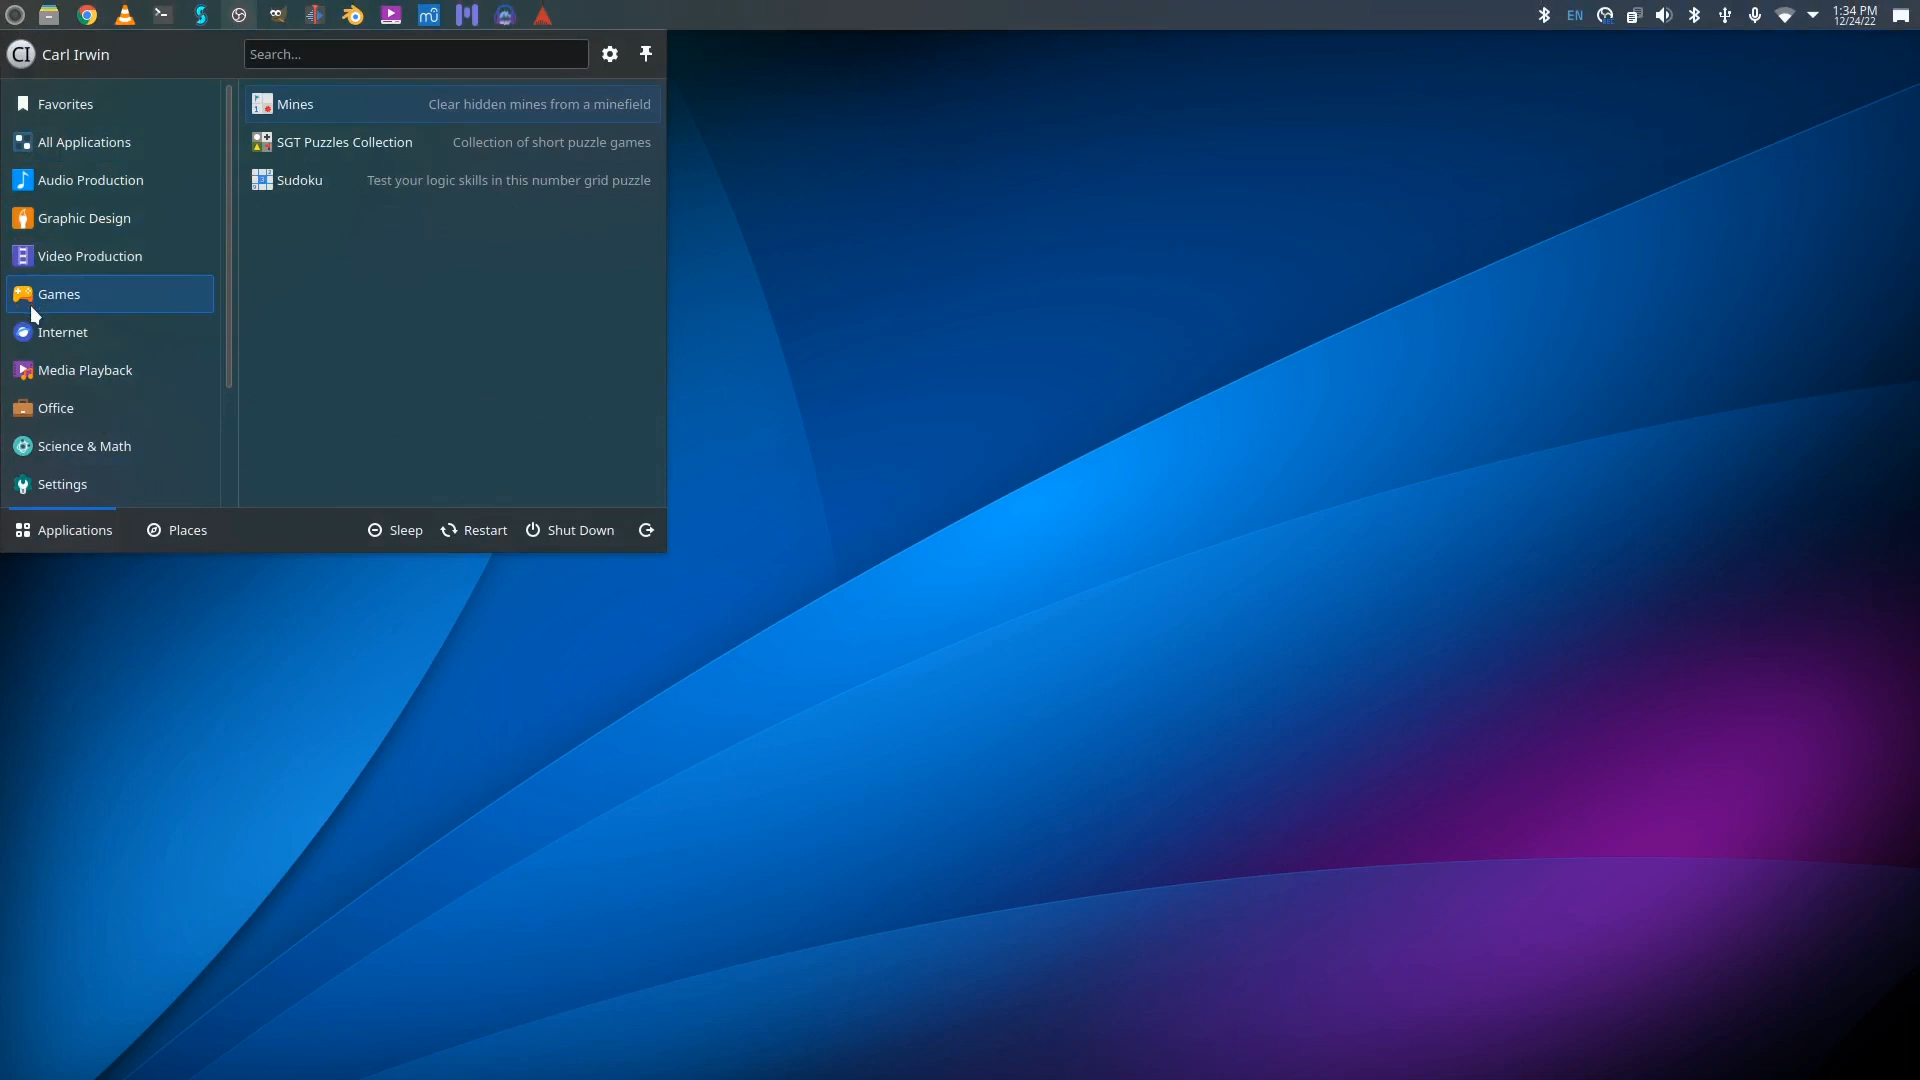 EN
1:34 PM
12/24/22
CI Carl Irwin
Search...
Favorites
All Applications
Audio Production
Graphic Design
Video Production
Games
Internet
Media Playback
Office
Science & Math
Settings
Mines Clear hidden mines from a minefield
SGT Puzzles Collection Collection of short puzzle games
Sudoku Test your logic skills in this number grid puzzle
Applications Places Sleep Restart Shut Down